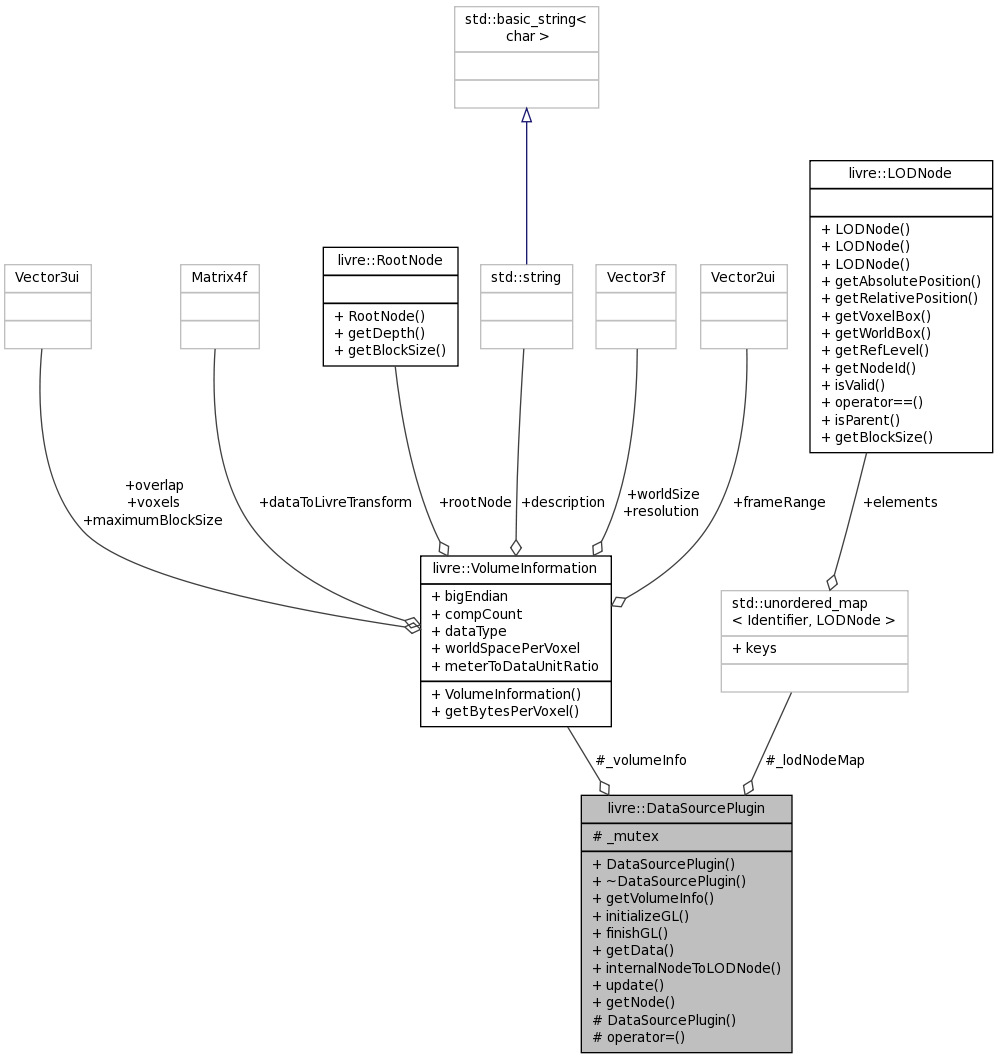 std::basic_string<
char >
livre::LODNode
+ LODNode()
+ LODNode()
+ LODNode()
+ getAbsolutePosition()
+ getRelativePosition()
+ getVoxelBox()
+ getWorldBox()
+ getRefLevel()
+ getNodeId()
+ isValid()
+ operator==()
+ isParent()
+ getBlockSize()
Vector3ui
Matrix4f
livre::RootNode
+ RootNode()
+ getDepth()
+ getBlockSize()
std::string
Vector3f
Vector2ui
+overlap
+voxels
+maximumBlockSize
+dataToLivreTransform
+rootNode
+description
+worldSize
+resolution
+frameRange
+elements
livre::VolumeInformation
+ bigEndian
+ compCount
+ dataType
+ worldSpacePerVoxel
+ meterToDataUnitRatio
+ VolumeInformation()
+ getBytesPerVoxel()
std::unordered_map
< Identifier, LODNode >
+ keys
#_volumeInfo
#_lodNodeMap
livre::DataSourcePlugin
# _mutex
+ DataSourcePlugin()
+ ~DataSourcePlugin()
+ getVolumeInfo()
+ initializeGL()
+ finishGL()
+ getData()
+ internalNodeToLODNode()
+ update()
+ getNode()
# DataSourcePlugin()
# operator=()